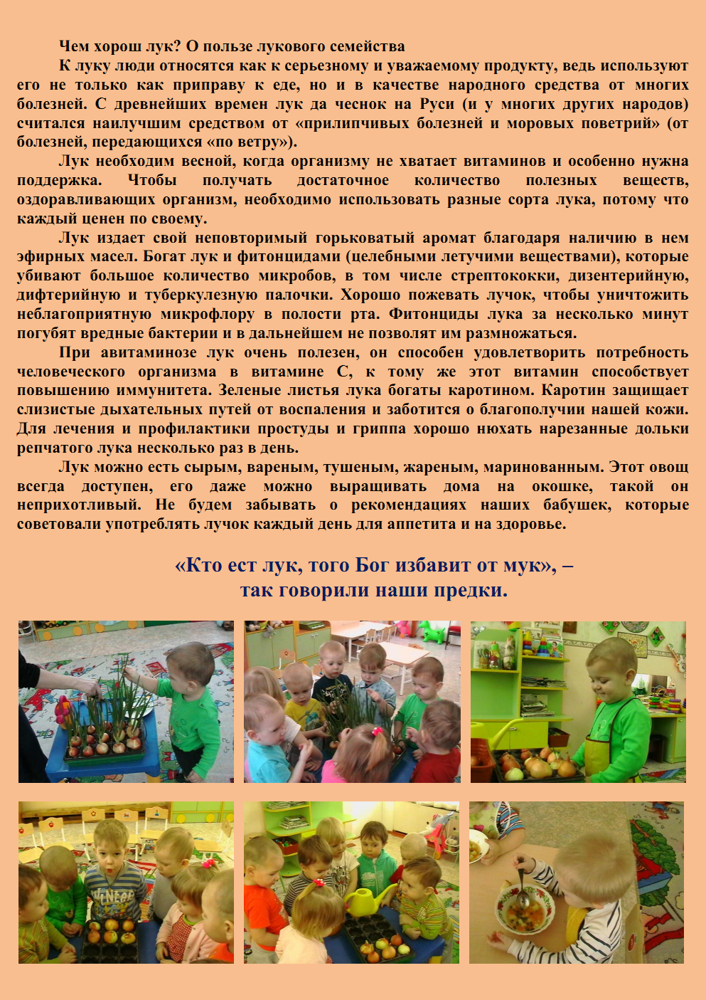 Чем хорош лук? О пользе лукового семейства
К луку люди относятся как к серьезному и уважаемому продукту, ведь используют
его не только как приправу к еде, но и в качестве народного средства от многих
болезней. С древнейших времен лук да чеснок на Руси (и у многих других народов)
считался наилучшим средством от «прилипчивых болезней и моровых поветрий» (от
болезней, передающихся «по ветру»).
Лук необходим весной, когда организму не хватает витаминов и особенно нужна
поддержка. Чтобы получать достаточное количество полезных веществ,
оздоравливающих организм, необходимо использовать разные сорта лука, потому что
каждый ценен по своему.
Лук издает свой неповторимый горьковатый аромат благодаря наличию в нем
эфирных масел. Богат лук и фитонцидами (целебными летучими веществами), которые
убивают большое количество микробов, в том числе стрептококки, дизентерийную,
дифтерийную и туберкулезную палочки. Хорошо пожевать лучок, чтобы уничтожить
неблагоприятную микрофлору в полости рта. Фитонциды лука за несколько минут
погубят вредные бактерии и в дальнейшем не позволят им размножаться.
При авитаминозе лук очень полезен, он способен удовлетворить потребность
человеческого организма в витамине С, к тому же этот витамин способствует
повышению иммунитета. Зеленые листья лука богаты каротином. Каротин защищает
слизистые дыхательных путей от воспаления и заботится о благополучии нашей кожи.
Для лечения и профилактики простуды и гриппа хорошо нюхать нарезанные дольки
репчатого лука несколько раз в день.
Лук можно есть сырым, вареным, тушеным, жареным, маринованным. Этот овощ
всегда доступен, его даже можно выращивать дома на окошке, такой он
неприхотливый. Не будем забывать о рекомендациях наших бабушек, которые
советовали употреблять лучок каждый день для аппетита и на здоровье.
«Кто ест лук, того Бог избавит от мук», –
так говорили наши предки.
WINTER